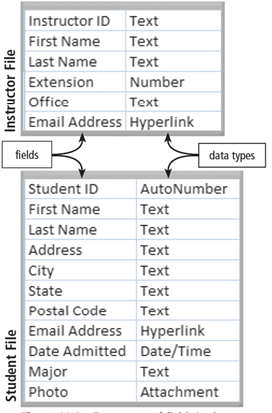 Instructor File
Instructor ID Text
First Name Text
Last Name Text
Extension Number
Office Text
Email Address Hyperlink
fields
data types
Student File
Student ID AutoNumber
First Name Text
Last Name Text
Address Text
City Text
State Text
Postal Code Text
Email Address Hyperlink
Date Admitted Date/Time
Major Text
Photo Attachment